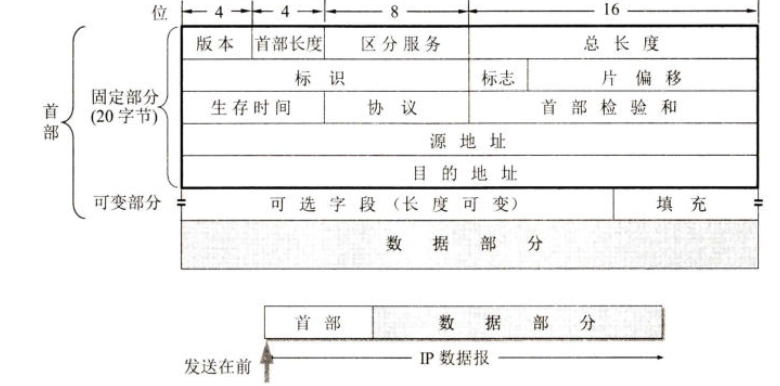 位 4 4 8 16
版本 首部长度 区分服务 总长度
标识 标志 片偏移
生存时间 协议 首部检验和
源地址
目的地址
可选字段（长度可变） 填充
数据部分
首部
固定部分
(20 字节)
可变部分
首部 数据部分
发送在前
IP 数据报